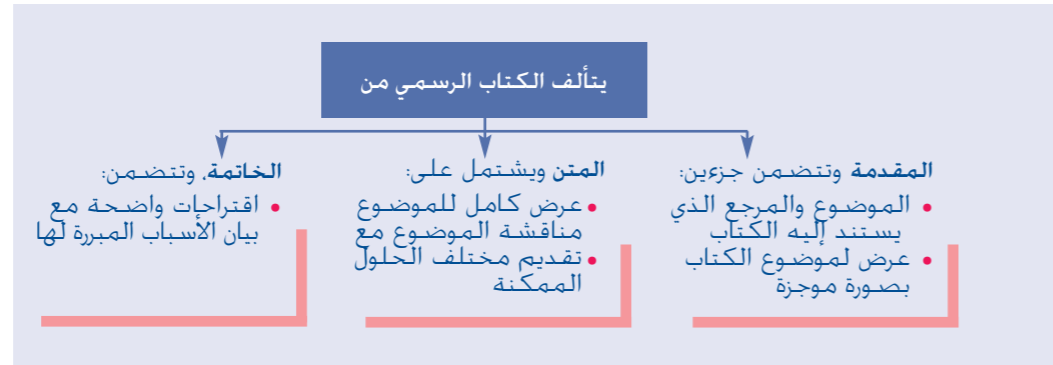 يتألف الكتاب الرسمي من
المقدمة وتتضمن جزءين:
• الموضوع والمرجع الذي
يستند إليه الكتاب
• عرض لموضوع الكتاب
بصورة موجزة
المتن ويشتمل على:
• عرض كامل للموضوع
مناقشة الموضوع مع
• تقديم مختلف الحلول
الممكنة
الخاتمة، وتتضمن:
• اقتراحات واضحة مع
بيان الأسباب المبررة لها